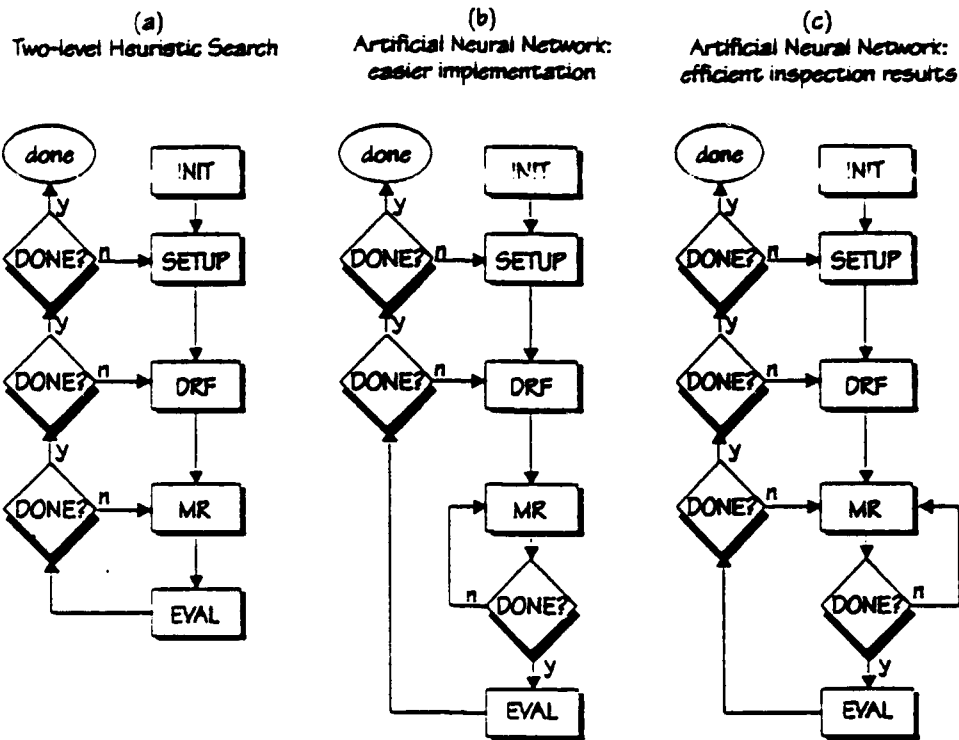 (a)
Two-level Heuristic Search
done
INIT
y
DONE?
n
SETUP
y
DONE?
n
DRF
y
DONE?
n
MR
EVAL
(b)
Artificial Neural Network:
easier implementation
done
INIT
y
DONE?
n
SETUP
y
DONE?
n
DRF
MR
n
DONE?
y
EVAL
(c)
Artificial Neural Network:
efficient inspection results
done
INIT
y
DONE?
n
SETUP
y
DONE?
n
DRF
y
DONE?
n
MR
DONE?
n
y
EVAL